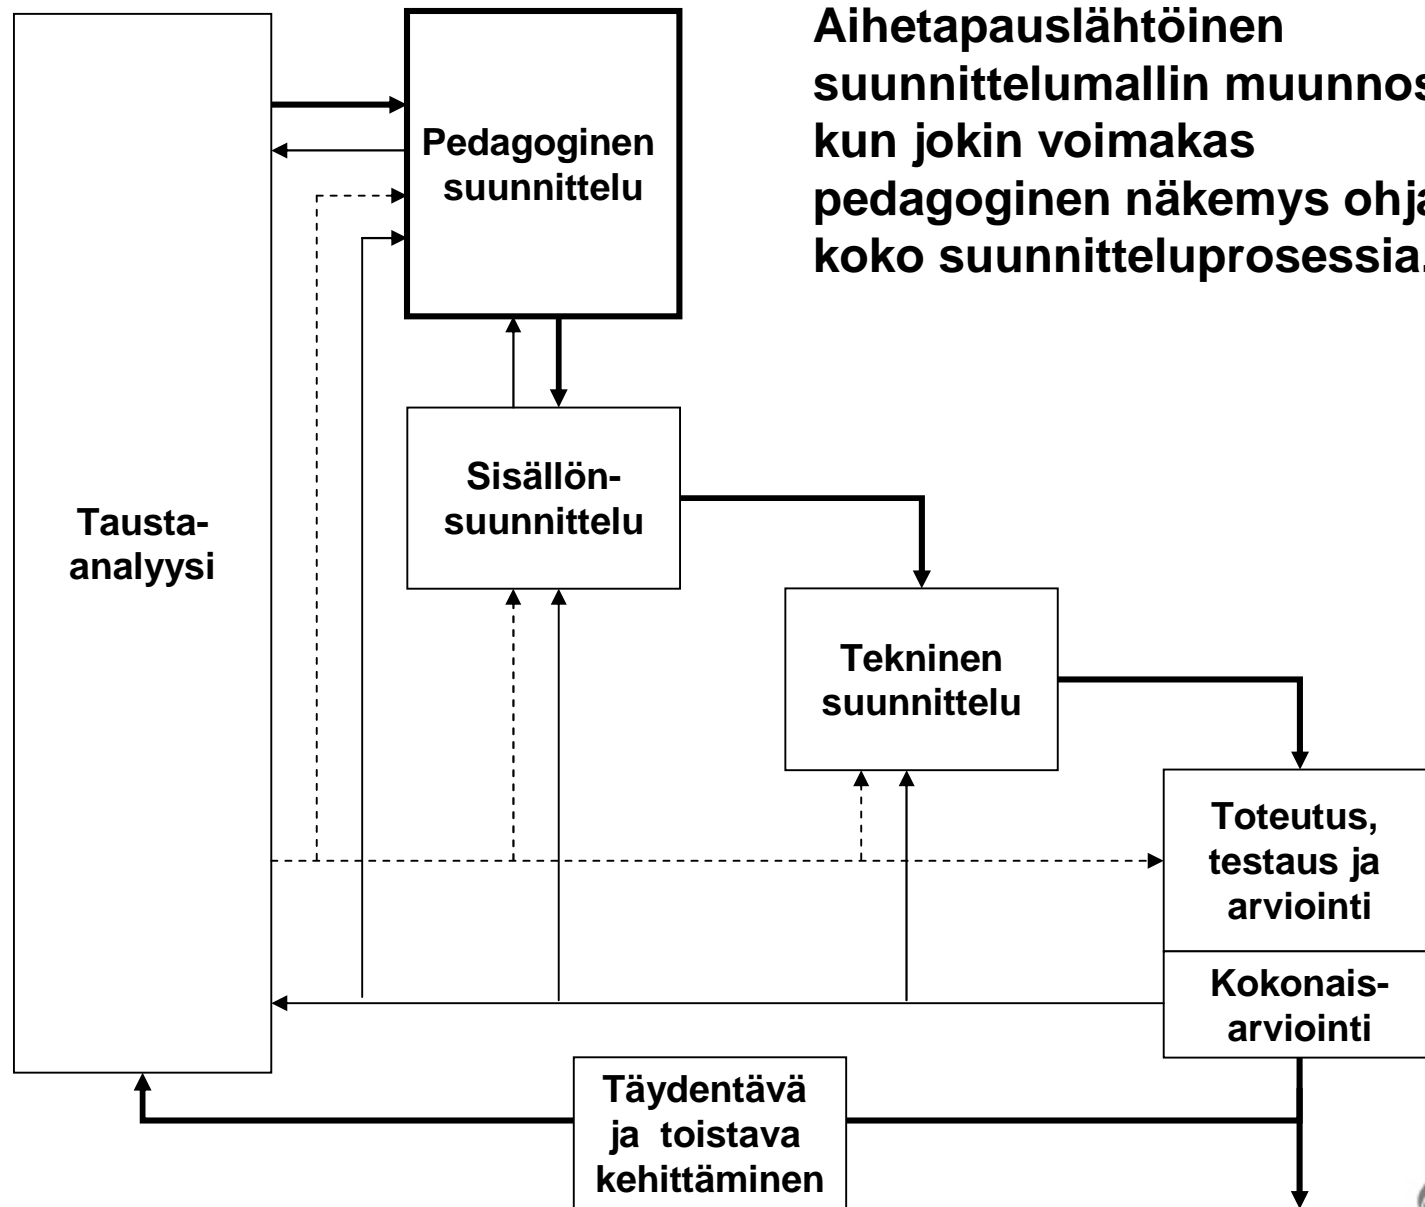 Aihetapauslähtöinen
suunnittelumallin muunnos
kun jokin voimakas
pedagoginen näkemys ohja
koko suunnitteluprosessia.
Pedagoginen
suunnittelu
Sisällön-
suunnittelu
Tausta-
analyysi
Tekninen
suunnittelu
Toteutus,
testaus ja
arviointi
Kokonais-
arviointi
Täydentävä
ja toistava
kehittäminen